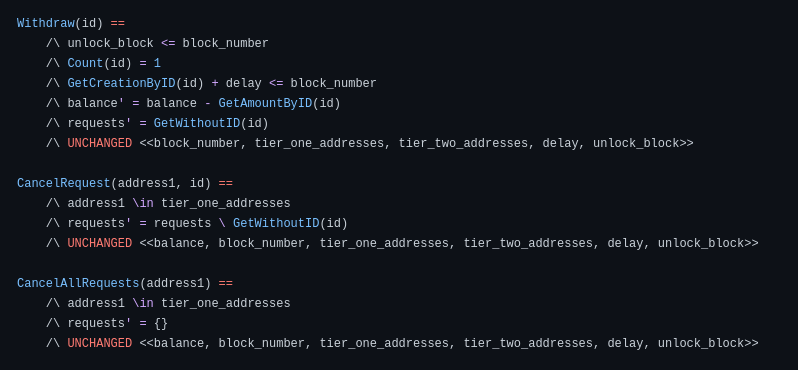 Withdraw(id) ==
    /\ unlock_block <= block_number
    /\ Count(id) = 1
    /\ GetCreationByID(id) + delay <= block_number
    /\ balance' = balance - GetAmountByID(id)
    /\ requests' = GetWithoutID(id)
    /\ UNCHANGED <<block_number, tier_one_addresses, tier_two_addresses, delay, unlock_block>>

CancelRequest(address1, id) ==
    /\ address1 \in tier_one_addresses
    /\ requests' = requests \ GetWithoutID(id)
    /\ UNCHANGED <<balance, block_number, tier_one_addresses, tier_two_addresses, delay, unlock_block>>

CancelAllRequests(address1) ==
    /\ address1 \in tier_one_addresses
    /\ requests' = {}
    /\ UNCHANGED <<balance, block_number, tier_one_addresses, tier_two_addresses, delay, unlock_block>>